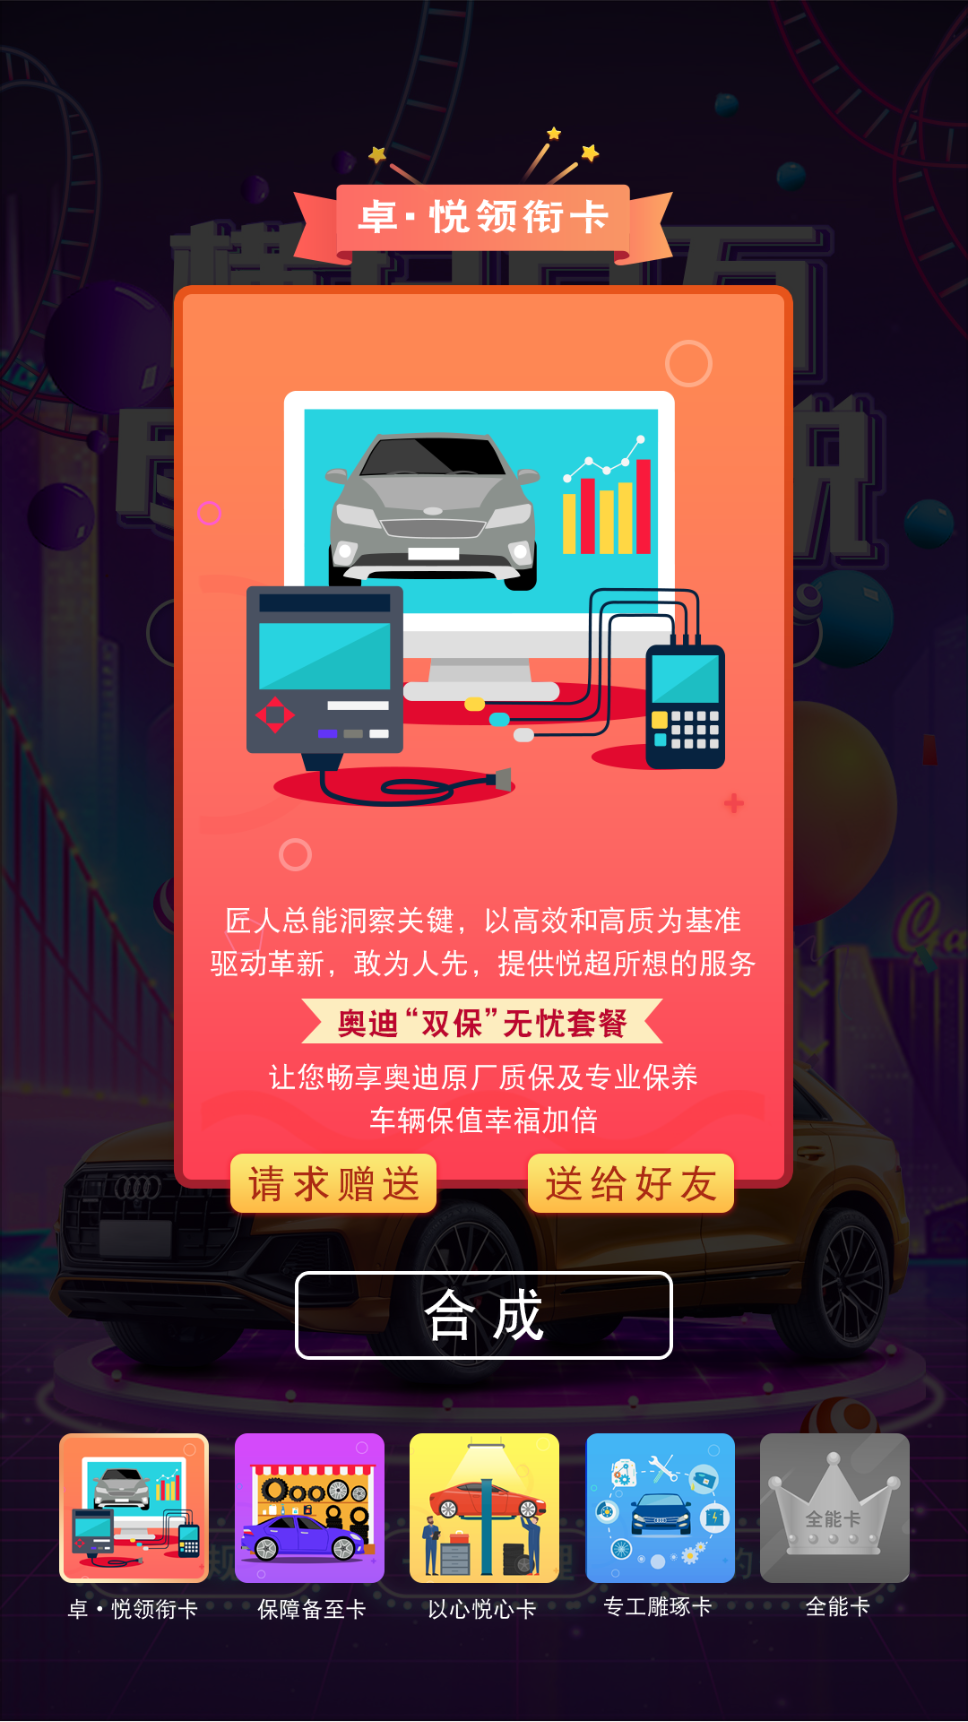 卓·悦领衔卡
匠人总能洞察关键，以高效和高质为基准
驱动革新，敢为人先，提供悦超所想的服务
奥迪“双保”无忧套餐
让您畅享奥迪原厂质保及专业保养
车辆保值幸福加倍
请求赠送
送给好友
合成
全能卡
卓·悦领衔卡
保障备至卡
以心悦心卡
专工雕琢卡
全能卡